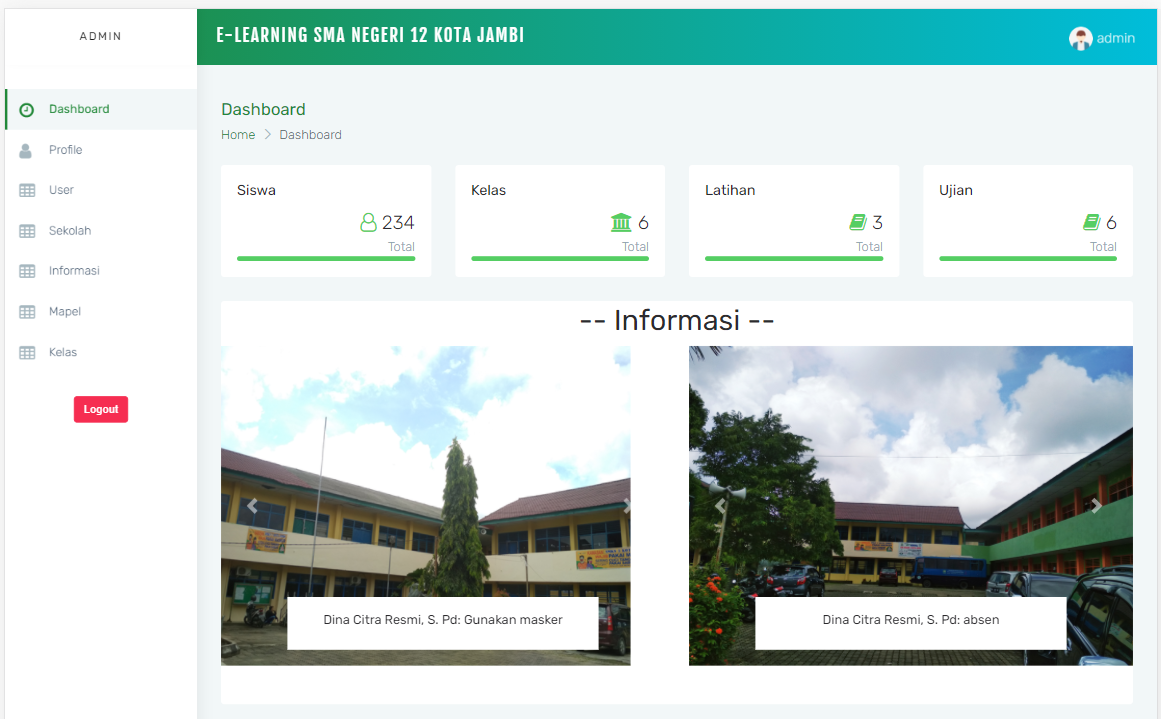 ADMIN
E-LEARNING SMA NEGERI 12 KOTA JAMBI
admin
Dashboard
Profile
User
Sekolah
Informasi
Mapel
Kelas
Logout
Dashboard
Home > Dashboard
Siswa
234
Total
Kelas
6
Total
Latihan
3
Total
Ujian
6
Total
-- Informasi --
Dina Citra Resmi, S. Pd: Gunakan masker
Dina Citra Resmi, S. Pd: absen